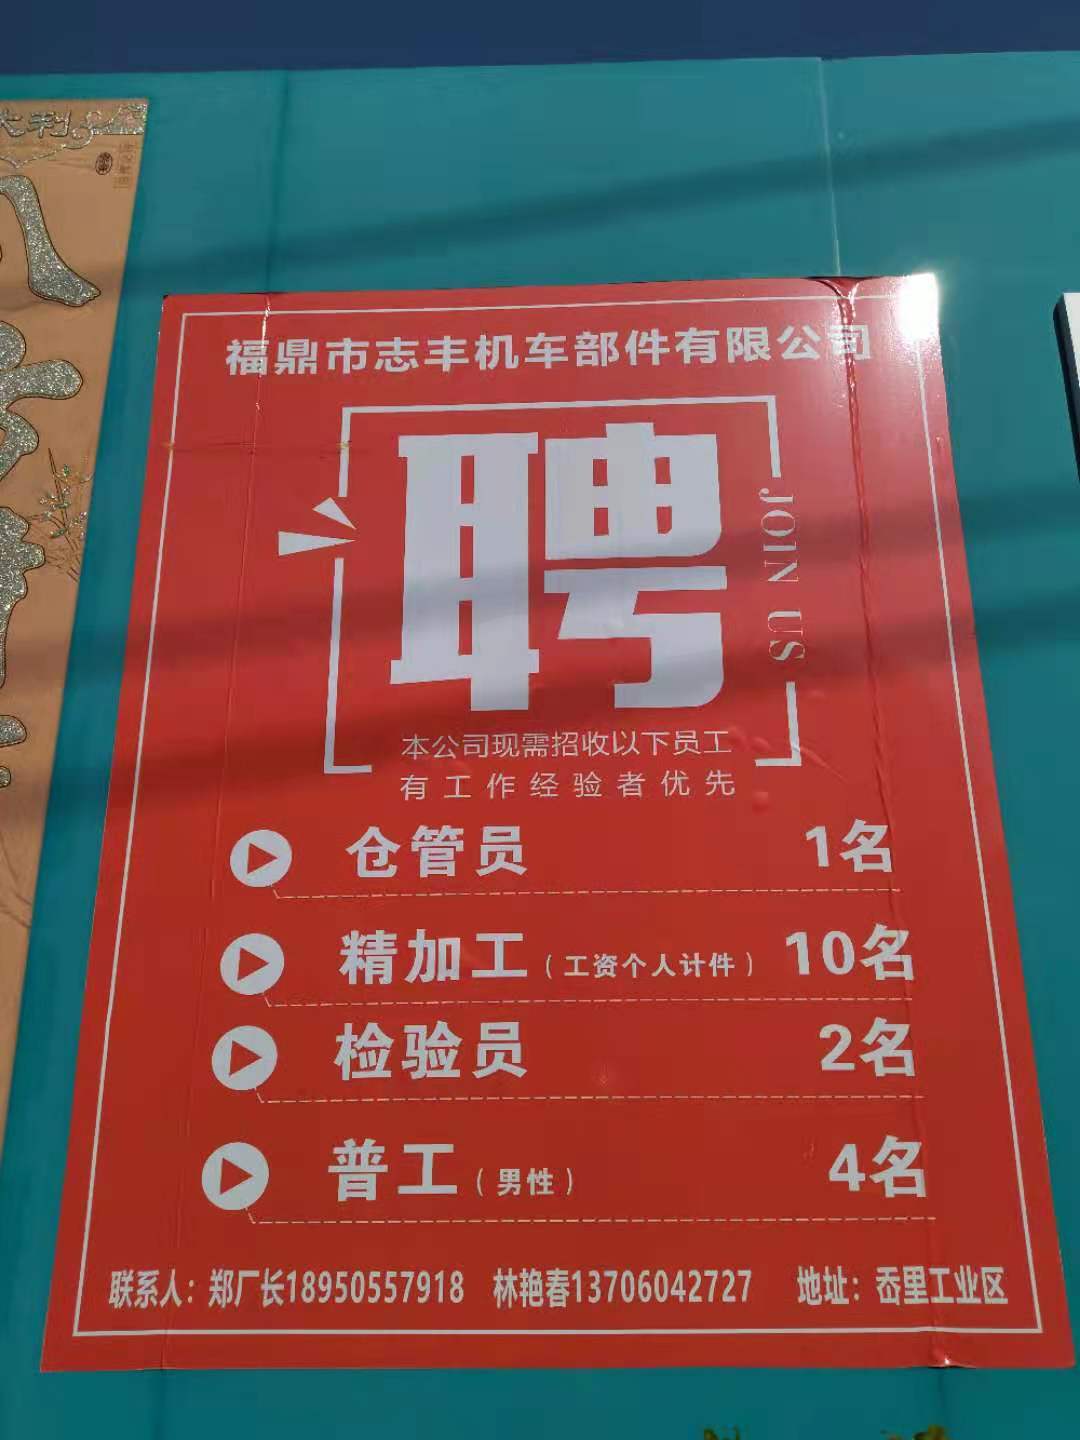 大利
福鼎市志丰机车部件有限公司
聘
JOIN US
本公司现需招收以下员工
有工作经验者优先
仓管员 1名
精加工（工资个人计件） 10名
检验员 2名
普工（男性） 4名
联系人：郑厂长18950557918 林艳春13706042727 地址：岙里工业区